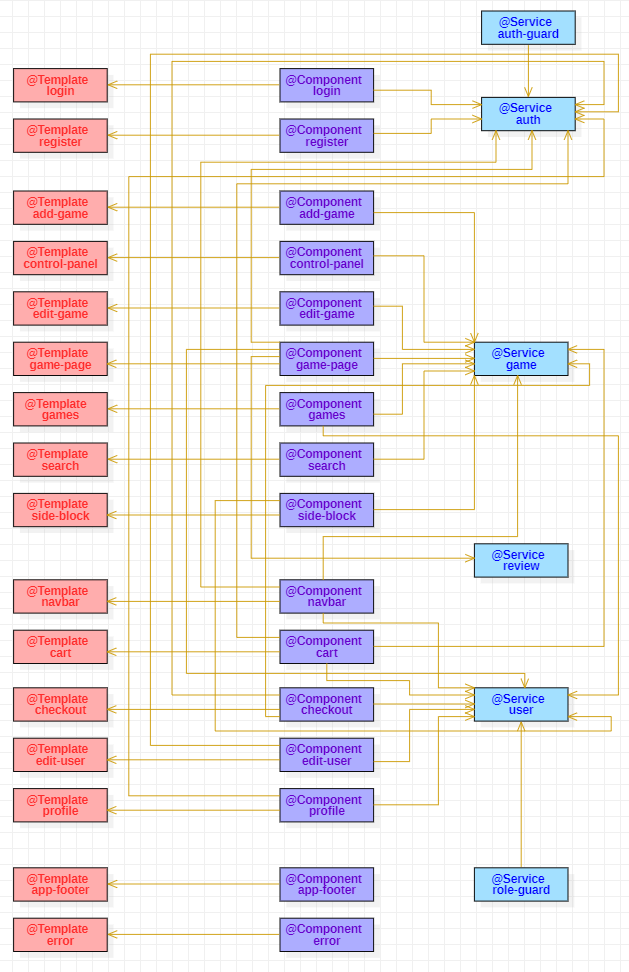 @Service
auth-guard
@Template
login
@Component
login
@Service
auth
@Template
register
@Component
register
@Template
add-game
@Component
add-game
@Template
control-panel
@Component
control-panel
@Template
edit-game
@Component
edit-game
@Template
game-page
@Component
game-page
@Service
game
@Template
games
@Component
games
@Template
search
@Component
search
@Template
side-block
@Component
side-block
@Service
review
@Template
navbar
@Component
navbar
@Template
cart
@Component
cart
@Template
checkout
@Component
checkout
@Service
user
@Template
edit-user
@Component
edit-user
@Template
profile
@Component
profile
@Template
app-footer
@Component
app-footer
@Service
role-guard
@Template
error
@Component
error